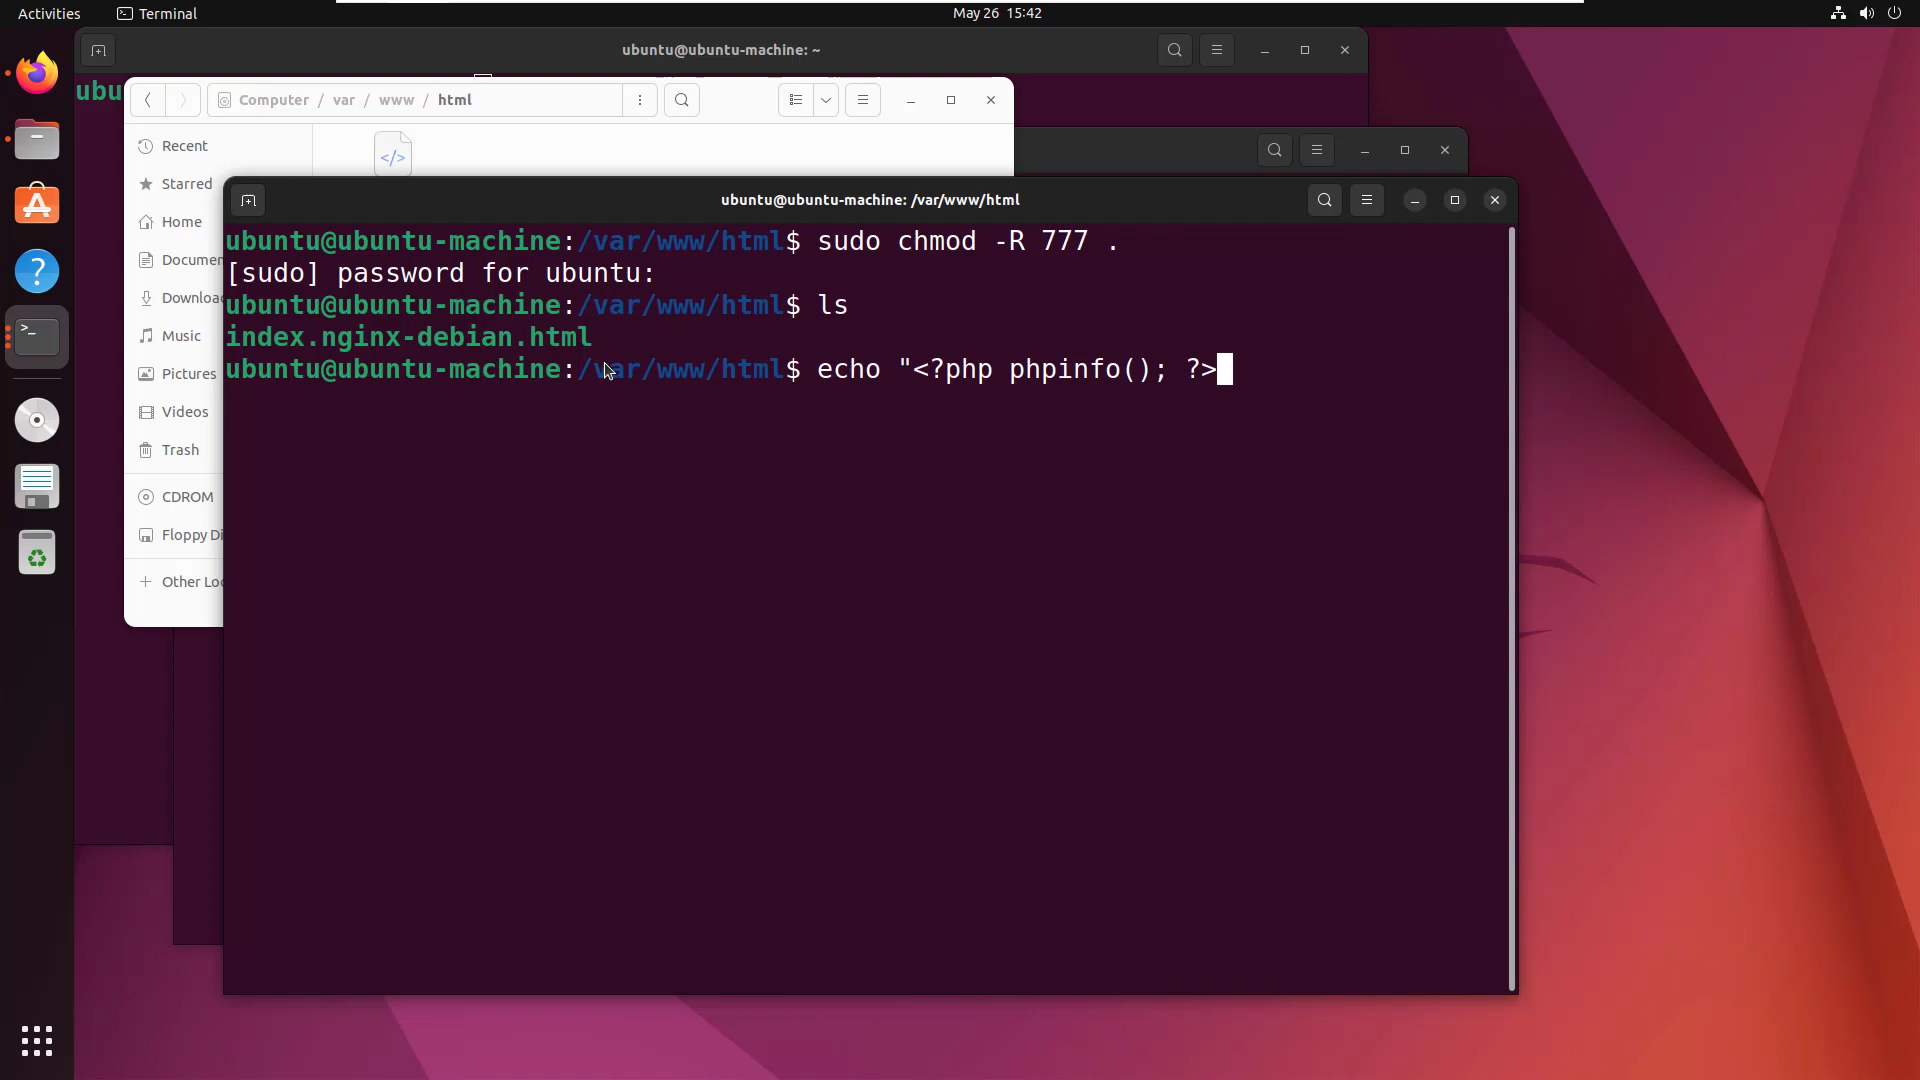 Activities
Terminal
May 26 15:42
ubuntu@ubuntu-machine: ~
ubu
Computer / var / www / html
Recent
Starred
Home
Documen
Downloa
Music
Pictures
Videos
Trash
CDROM
Floppy Di
+ Other Loc
ubuntu@ubuntu-machine: /var/www/html
ubuntu@ubuntu-machine:/var/www/html$ sudo chmod -R 777 .
[sudo] password for ubuntu:
ubuntu@ubuntu-machine:/var/www/html$ ls
index.nginx-debian.html
ubuntu@ubuntu-machine:/var/www/html$ echo "<?php phpinfo(); ?>